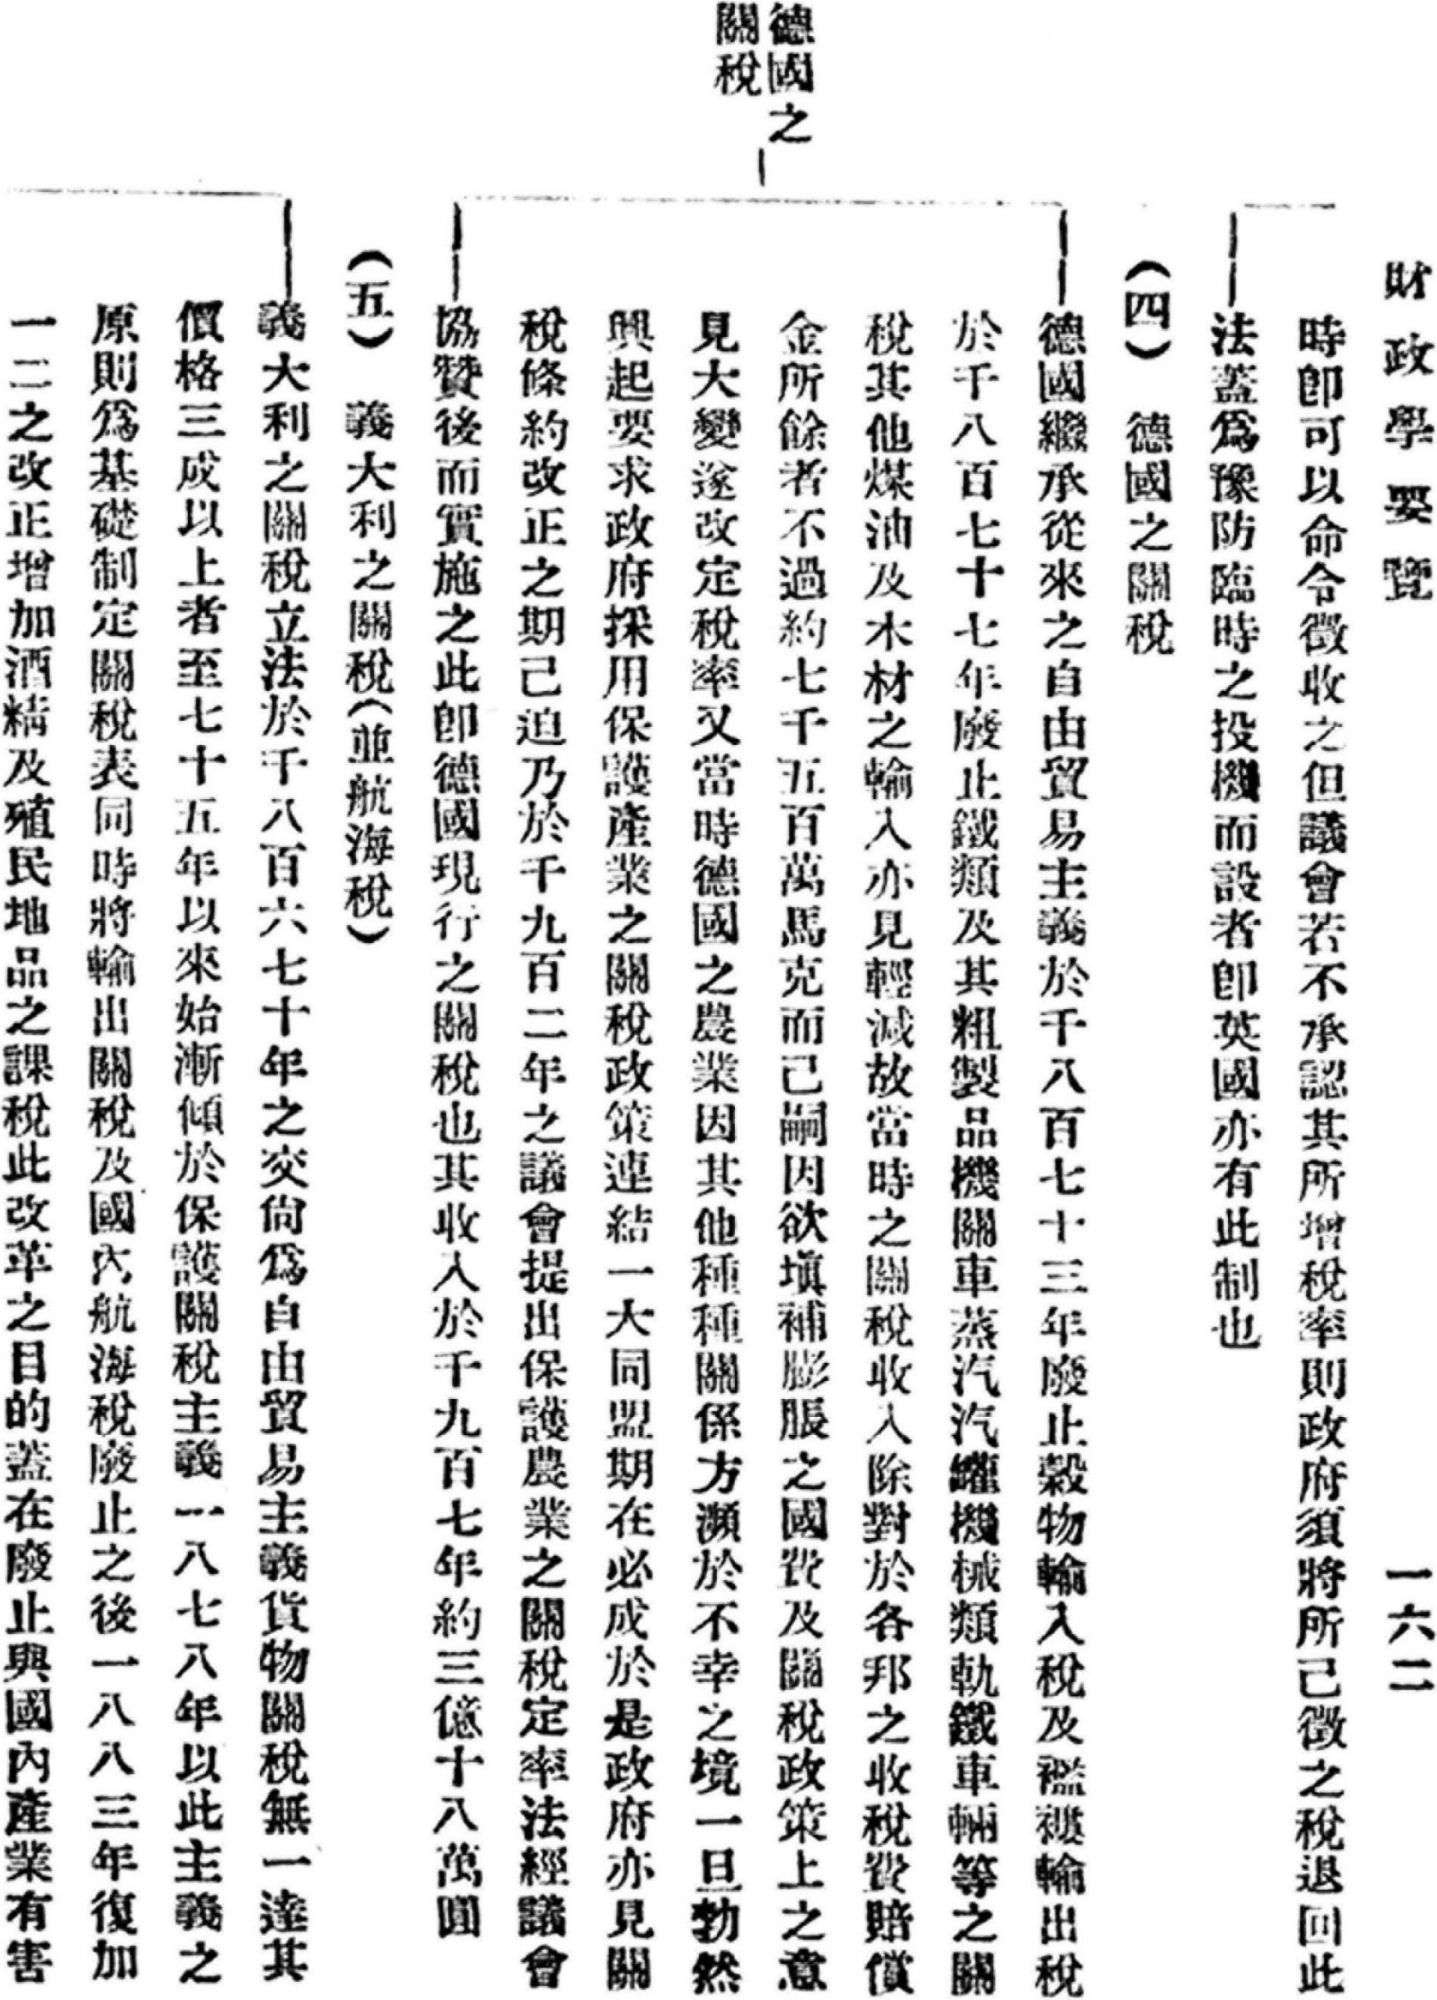 財政學要覽
一六二
時卽可以命令徵收之但議會若不承認其所增稅率則政府須將所己徵之稅退回此
法蓋爲豫防臨時之投機而設者卽英國亦有此制也
(四) 德國之關稅
德國之
關稅
德國繼承從來之自由貿易主義於千八百七十三年廢止穀物輸入稅及襤褸輸出稅
於千八百七十七年廢止鐵類及其粗製品機關車蒸汽汽罐機械類軌鐵車輛等之關
稅其他煤油及木材之輸入亦見輕減故當時之關稅收入除對於各邦之收稅費賠償
金所餘者不過約七千五百萬馬克而己嗣因欲塡補膨脹之國費及關稅政策上之意
見大變遂改定稅率又當時德國之農業因其他種種關係方瀕於不幸之境一旦勃然
興起要求政府採用保護產業之關稅政策連結一大同盟期在必成於是政府亦見關
稅條約改正之期己迫乃於千九百二年之議會提出保護農業之關稅定率法經議會
協贊後而實施之此卽德國現行之關稅也其收入於千九百七年約三億十八萬圓
(五) 義大利之關稅(並航海稅)
義大利之關稅立法於千八百六七十年之交尙爲自由貿易主義貨物關稅無一達其
價格三成以上者至七十五年以來始漸傾於保護關稅主義一八七八年以此主義之
原則爲基礎制定關稅表同時將輸出關稅及國內航海稅廢止之後一八八三年復加
一二之改正增加酒精及殖民地品之課稅此改革之目的蓋在廢止與國內產業有害